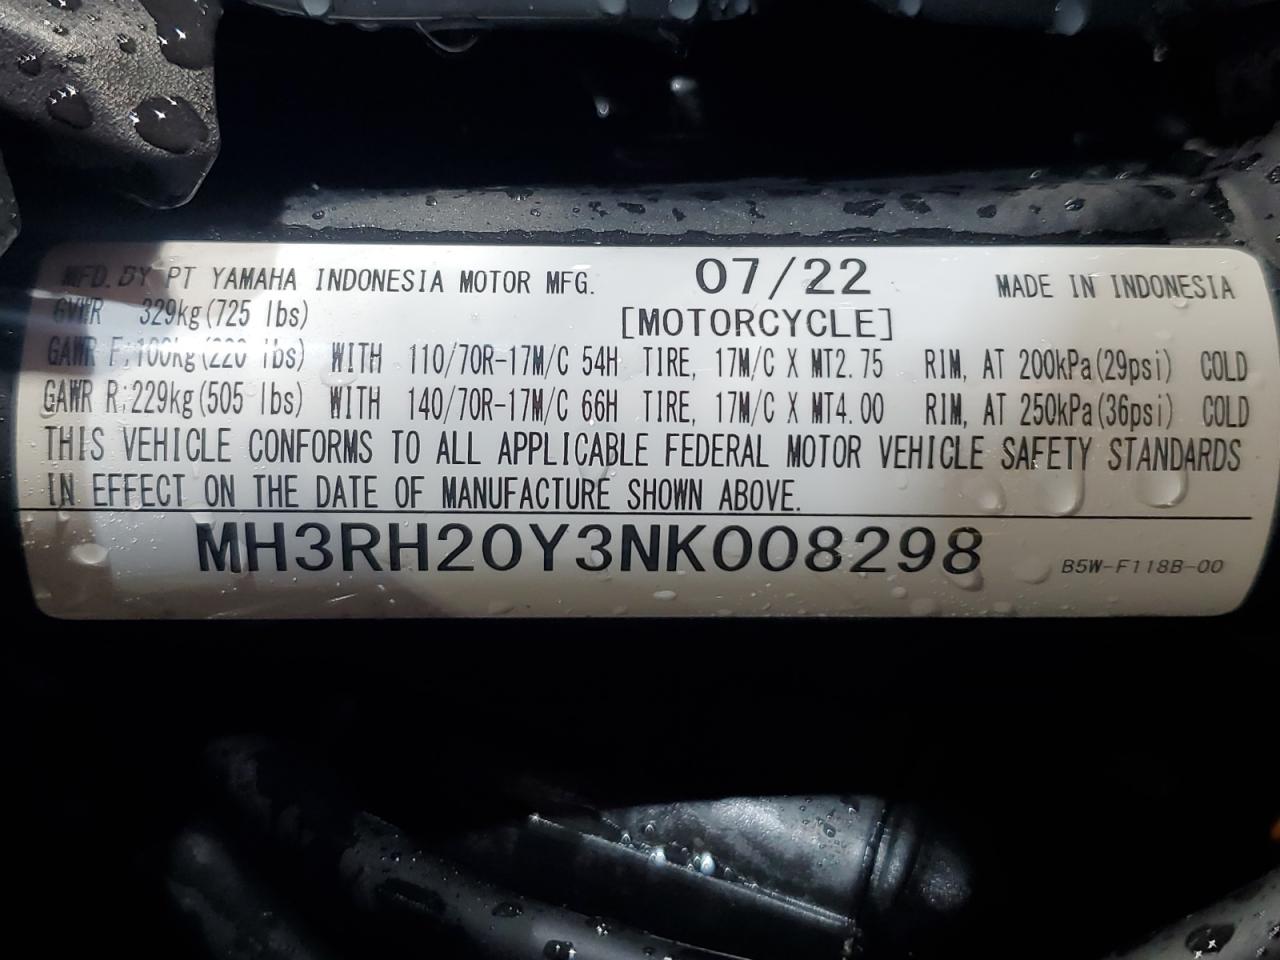 MFD. BY PT YAMAHA INDONESIA MOTOR MFG. 07/22 MADE IN INDONESIA
GVWR 329kg(725 lbs) [MOTORCYCLE]
GAWR F;100kg(220 lbs) WITH 110/70R-17M/C 54H TIRE, 17M/C X MT2.75 RIM, AT 200kPa(29psi) COLD
GAWR R;229kg(505 lbs) WITH 140/70R-17M/C 66H TIRE, 17M/C X MT4.00 RIM, AT 250kPa(36psi) COLD
THIS VEHICLE CONFORMS TO ALL APPLICABLE FEDERAL MOTOR VEHICLE SAFETY STANDARDS
IN EFFECT ON THE DATE OF MANUFACTURE SHOWN ABOVE.
MH3RH20Y3NK008298 B5W-F118B-00